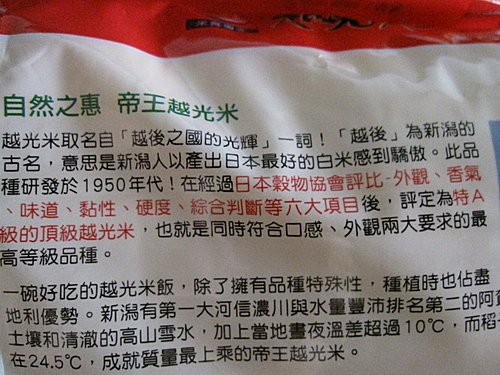 自然之惠 帝王越光米
越光米取名自「越後之國的光輝」一詞！「越後」為新潟的
古名，意思是新潟人以產出日本最好的白米感到驕傲。此品
種研發於1950年代！在經過日本穀物協會評比-外觀、香氣
、味道、黏性、硬度、綜合判斷等六大項目後，評定為特A
級的頂級越光米，也就是同時符合口感、外觀兩大要求的最
高等級品種。
一碗好吃的越光米飯，除了擁有品種特殊性，種植時也佔盡
地利優勢。新潟有第一大河信濃川與水量豐沛排名第二的阿
土壤和清澈的高山雪水，加上當地晝夜溫差超過10℃，而稻
在24.5℃，成就質量最上乘的帝王越光米。